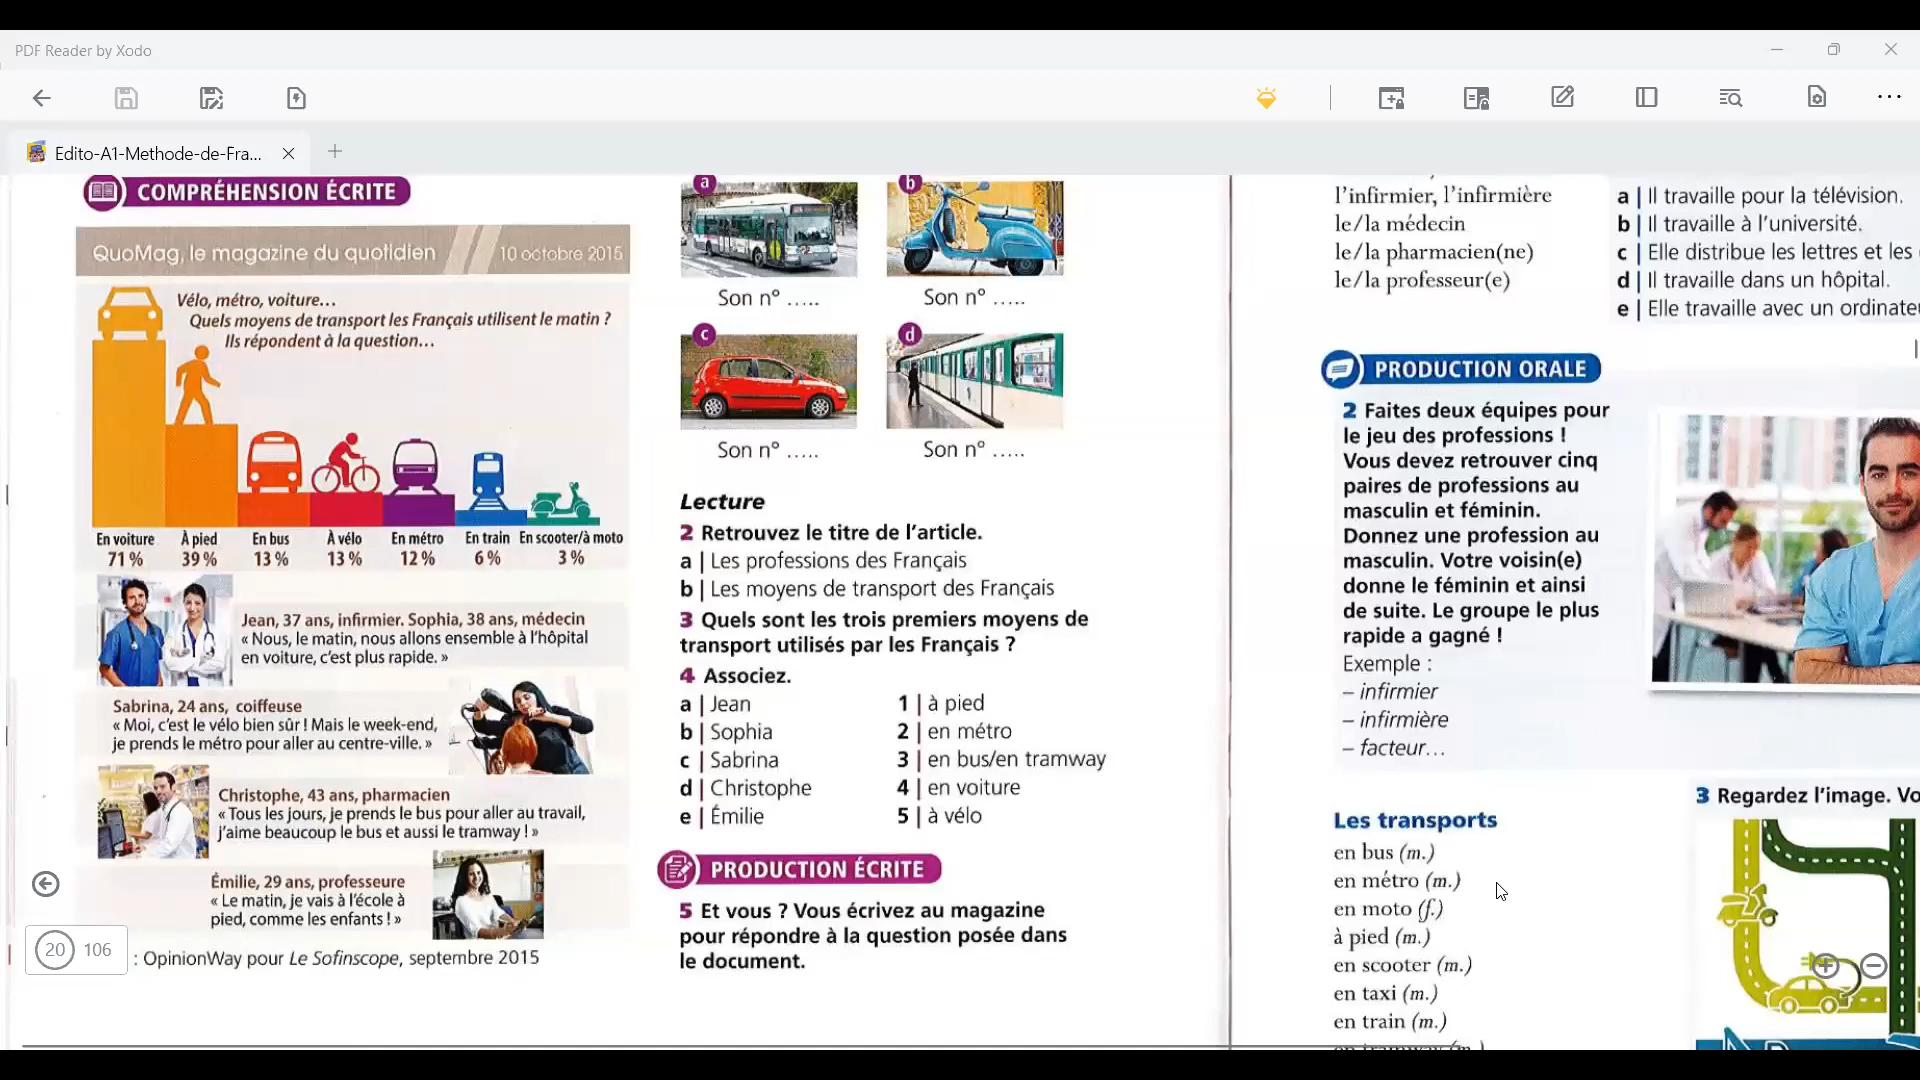 PDF Reader by Xodo
Edito-A1-Methode-de-Fra...
COMPRÉHENSION ÉCRITE
QuoMag, le magazine du quotidien 10 octobre 2015
Vélo, métro, voiture...
Quels moyens de transport les Français utilisent le matin ?
Ils répondent à la question...
En voiture À pied En bus À vélo En métro En train En scooter/à moto
71 % 39 % 13 % 13 % 12 % 6 % 3 %
Jean, 37 ans, infirmier. Sophia, 38 ans, médecin
« Nous, le matin, nous allons ensemble à l'hôpital
en voiture, c'est plus rapide. »
Sabrina, 24 ans, coiffeuse
« Moi, c'est le vélo bien sûr ! Mais le week-end,
je prends le métro pour aller au centre-ville. »
Christophe, 43 ans, pharmacien
« Tous les jours, je prends le bus pour aller au travail,
j'aime beaucoup le bus et aussi le tramway ! »
Émilie, 29 ans, professeure
« Le matin, je vais à l'école à
pied, comme les enfants ! »
20 106
: OpinionWay pour Le Sofinscope, septembre 2015
a b
Son n° ..... Son n° .....
c d
Son n° ..... Son n° .....
Lecture
2 Retrouvez le titre de l'article.
a | Les professions des Français
b | Les moyens de transport des Français
3 Quels sont les trois premiers moyens de
transport utilisés par les Français ?
4 Associez.
a | Jean 1 | à pied
b | Sophia 2 | en métro
c | Sabrina 3 | en bus/en tramway
d | Christophe 4 | en voiture
e | Émilie 5 | à vélo
PRODUCTION ÉCRITE
5 Et vous ? Vous écrivez au magazine
pour répondre à la question posée dans
le document.
l'infirmier, l'infirmière
le/la médecin
le/la pharmacien(ne)
le/la professeur(e)
a | Il travaille pour la télévision.
b | Il travaille à l'université.
c | Elle distribue les lettres et les
d | Il travaille dans un hôpital.
e | Elle travaille avec un ordinate
PRODUCTION ORALE
2 Faites deux équipes pour
le jeu des professions !
Vous devez retrouver cinq
paires de professions au
masculin et féminin.
Donnez une profession au
masculin. Votre voisin(e)
donne le féminin et ainsi
de suite. Le groupe le plus
rapide a gagné !
Exemple :
– infirmier
– infirmière
– facteur...
Les transports
en bus (m.)
en métro (m.)
en moto (f.)
à pied (m.)
en scooter (m.)
en taxi (m.)
en train (m.)
3 Regardez l'image. Vo